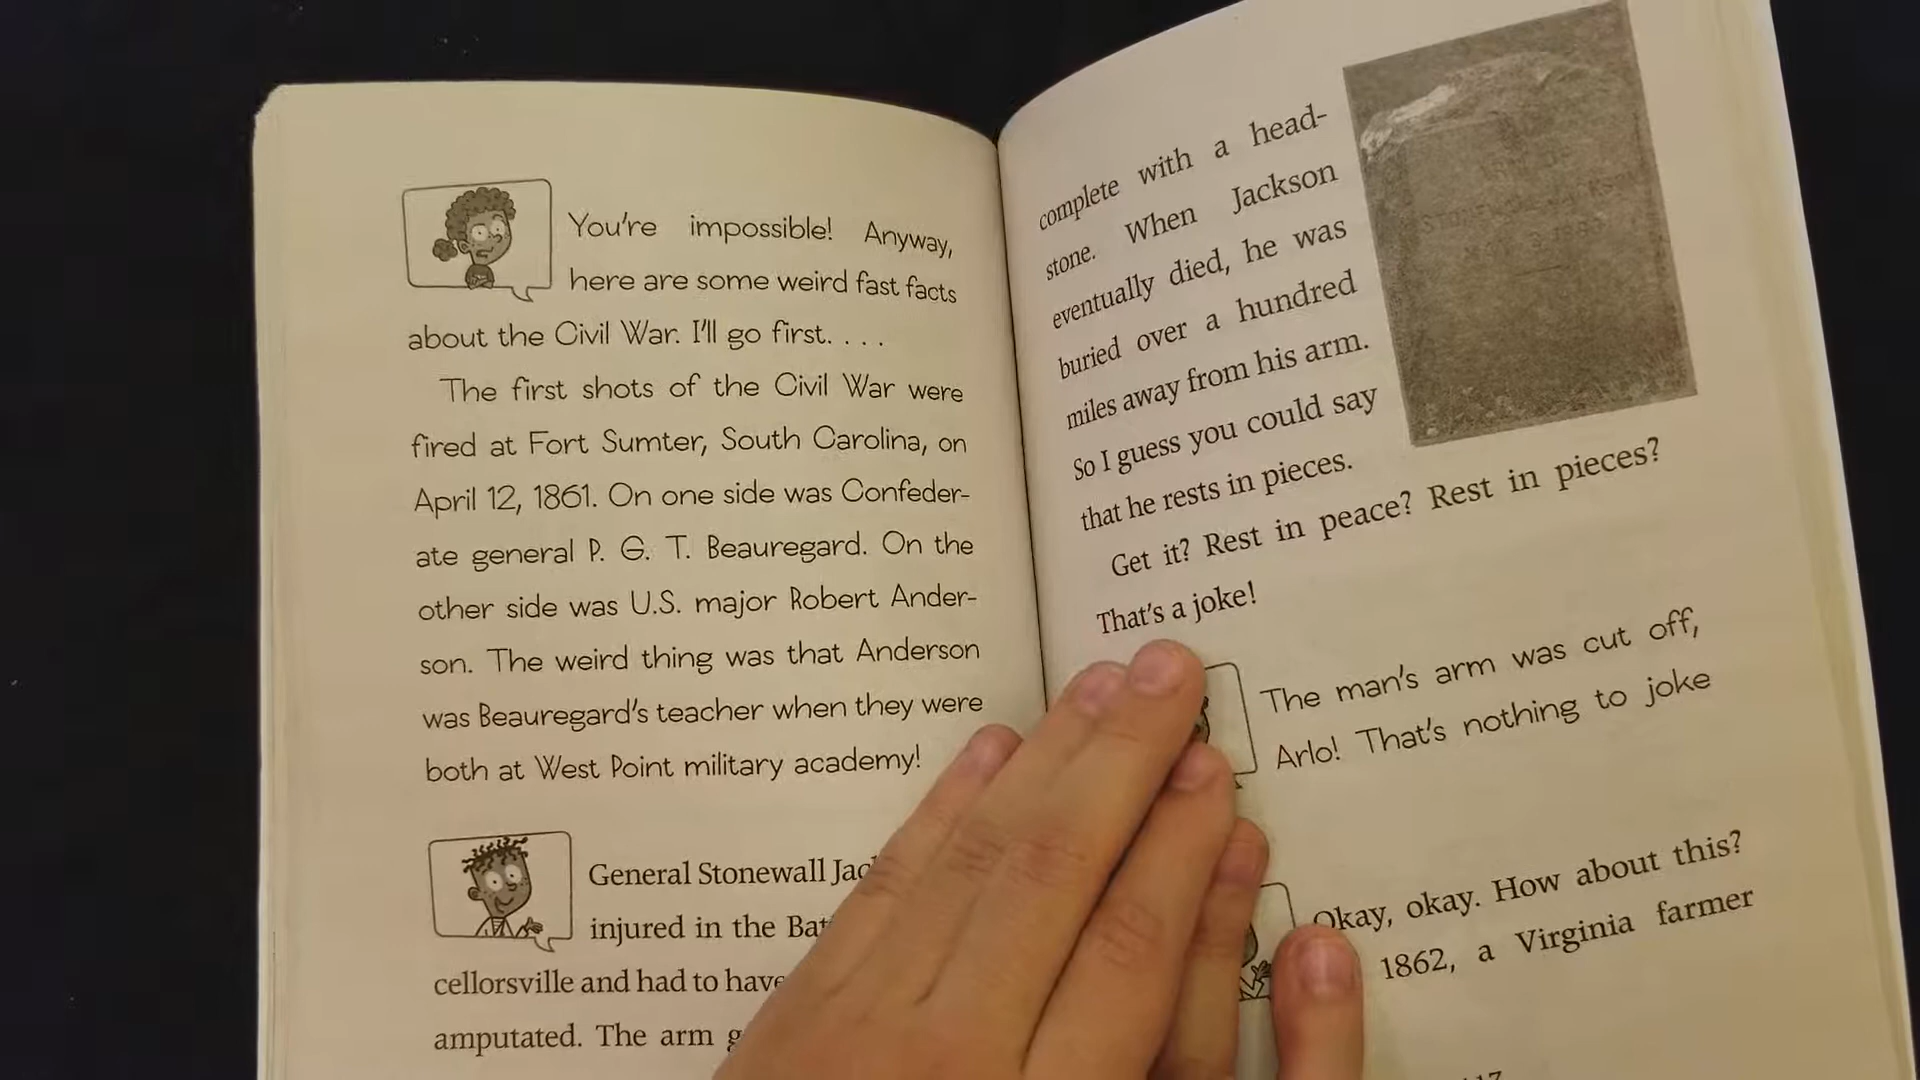 You're impossible! Anyway,
here are some weird fast facts
about the Civil War. I'll go first. . . .
The first shots of the Civil War were
fired at Fort Sumter, South Carolina, on
April 12, 1861. On one side was Confeder-
ate general P. G. T. Beauregard. On the
other side was U.S. major Robert Ander-
son. The weird thing was that Anderson
was Beauregard's teacher when they were
both at West Point military academy!
General Stonewall
injured in the
cellorsville and had to have
amputated. The arm
complete with a head-
stone. When Jackson
eventually died, he was
buried over a hundred
miles away from his arm.
So I guess you could say
that he rests in pieces.
Get it? Rest in peace? Rest in pieces?
That's a joke!
The man's arm was cut off,
Arlo! That's nothing to joke
Okay, okay. How about this?
1862, a Virginia farmer